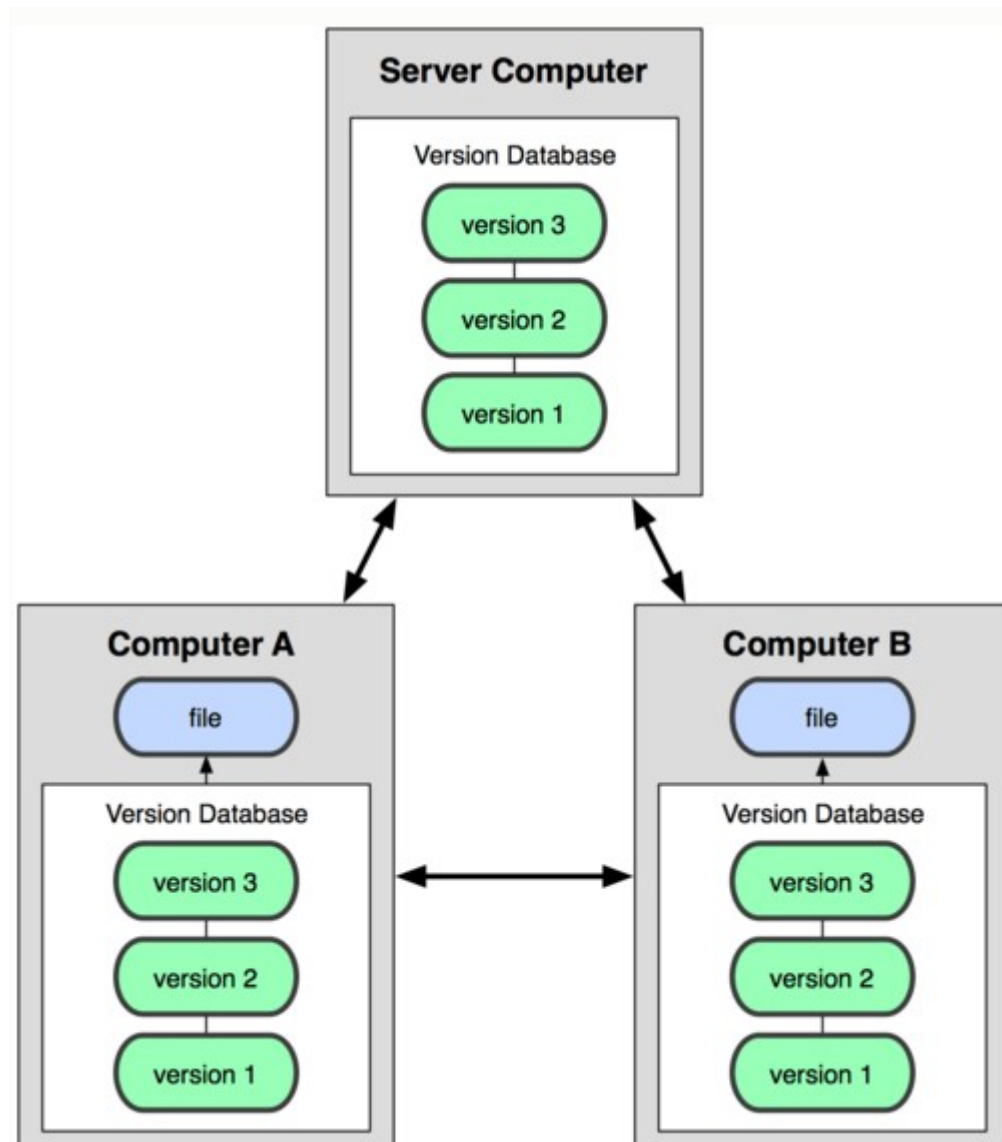 Server Computer
Version Database
version 3
version 2
version 1
Computer A
file
Version Database
version 3
version 2
version 1
Computer B
file
Version Database
version 3
version 2
version 1